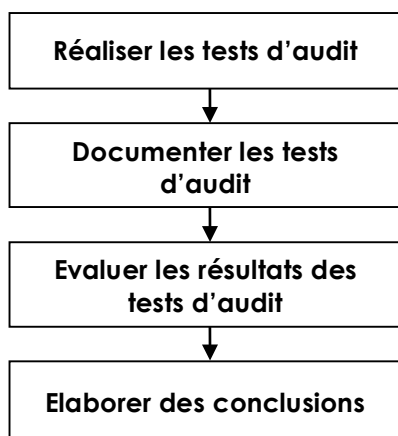 Réaliser les tests d’audit
Documenter les tests
d’audit
Evaluer les résultats des
tests d’audit
Elaborer des conclusions